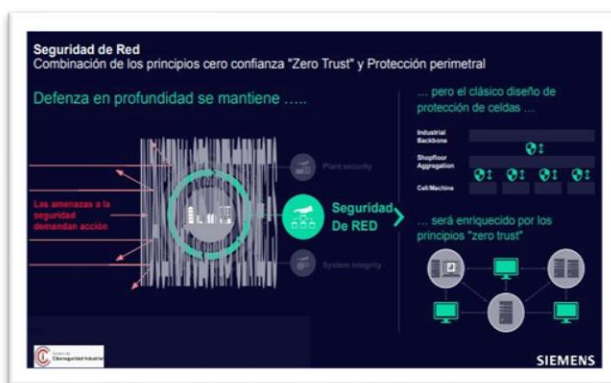 Seguridad de Red
Combinación de los principios cero confianza "Zero Trust" y Protección perimetral
Defenza en profundidad se mantiene .....
Las amenazas a la
seguridad
demandan acción
Plant security
Seguridad
De RED
System integrity
... pero el clásico diseño de
protección de celdas ...
Industrial
Backbone
Shopfloor
Aggregation
Cell/Machine
... será enriquecido por los
principios "zero trust"
Ciberseguridad Industrial
SIEMENS